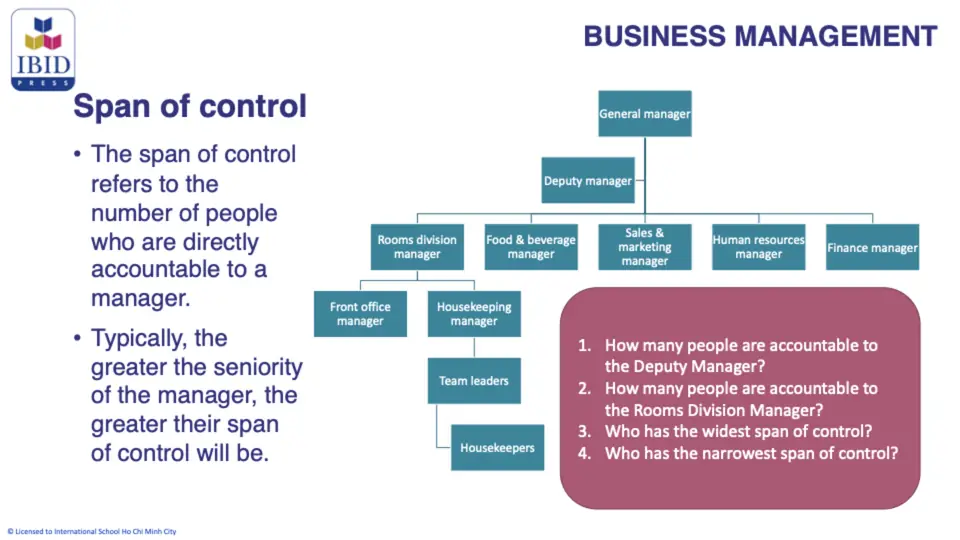 IBID
PRESS
BUSINESS MANAGEMENT
Span of control
• The span of control
refers to the
number of people
who are directly
accountable to a
manager.
• Typically, the
greater the seniority
of the manager, the
greater their span
of control will be.
General manager
Deputy manager
Rooms division
manager
Food & beverage
manager
Sales &
marketing
manager
Human resources
manager
Finance manager
Front office
manager
Housekeeping
manager
Team leaders
Housekeepers
1. How many people are accountable to
the Deputy Manager?
2. How many people are accountable to
the Rooms Division Manager?
3. Who has the widest span of control?
4. Who has the narrowest span of control?
© Licensed to International School Ho Chi Minh City